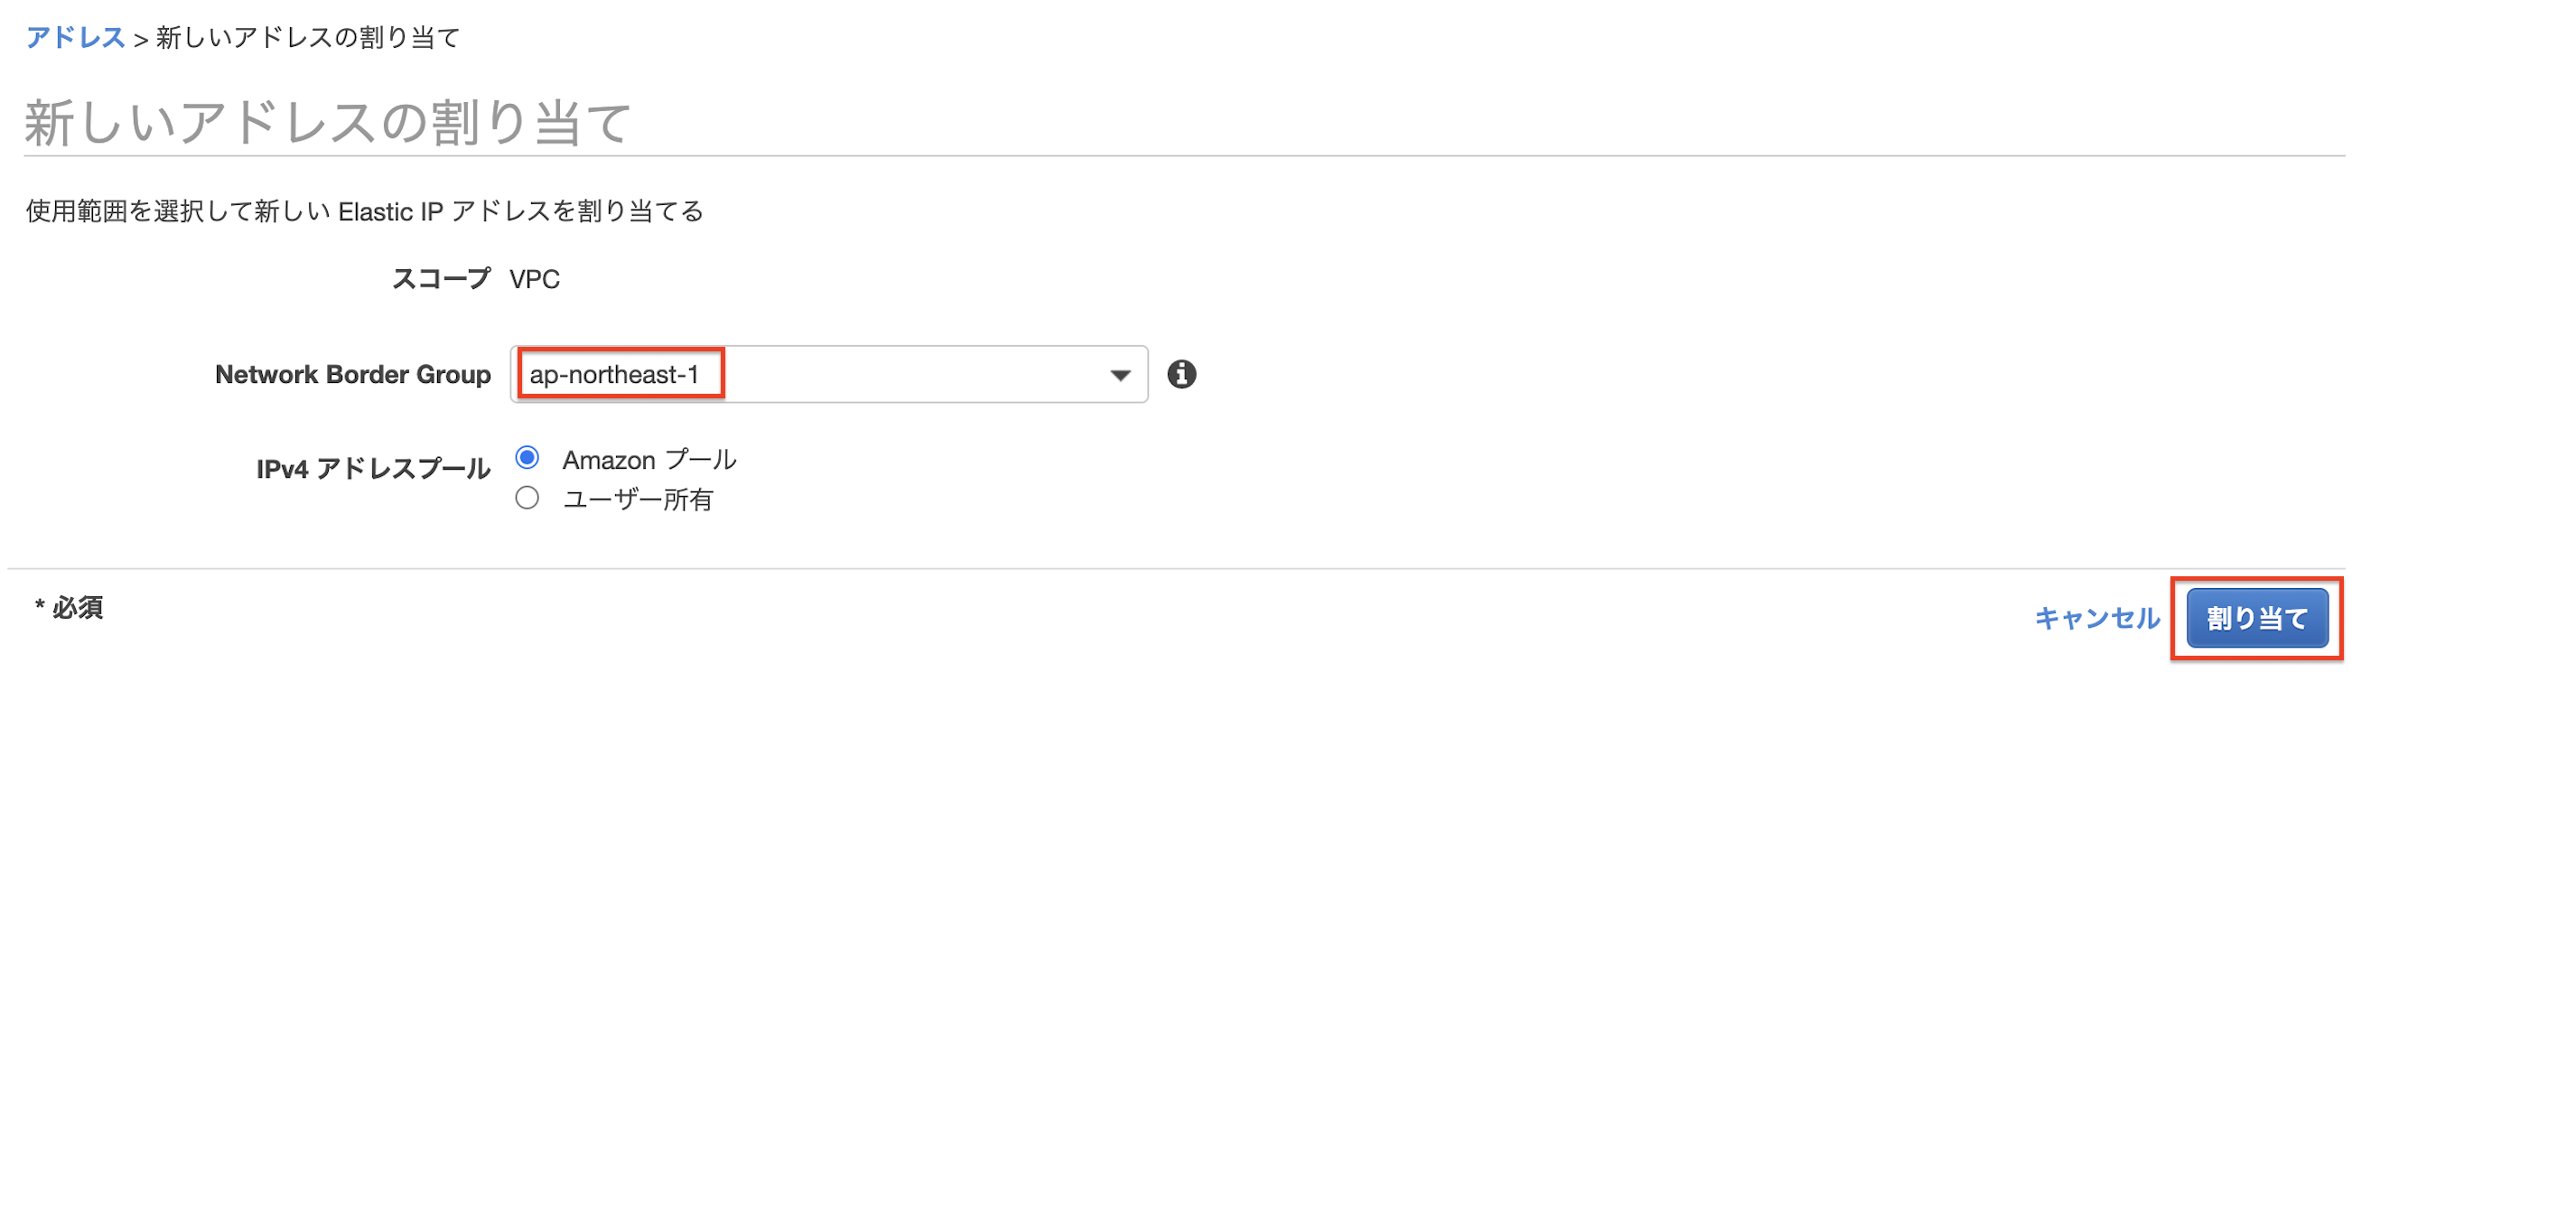 アドレス > 新しいアドレスの割り当て
新しいアドレスの割り当て
使用範囲を選択して新しい Elastic IP アドレスを割り当てる
スコープ VPC
Network Border Group ap-northeast-1
IPv4 アドレスプール Amazon プール
ユーザー所有
* 必須
キャンセル 割り当て